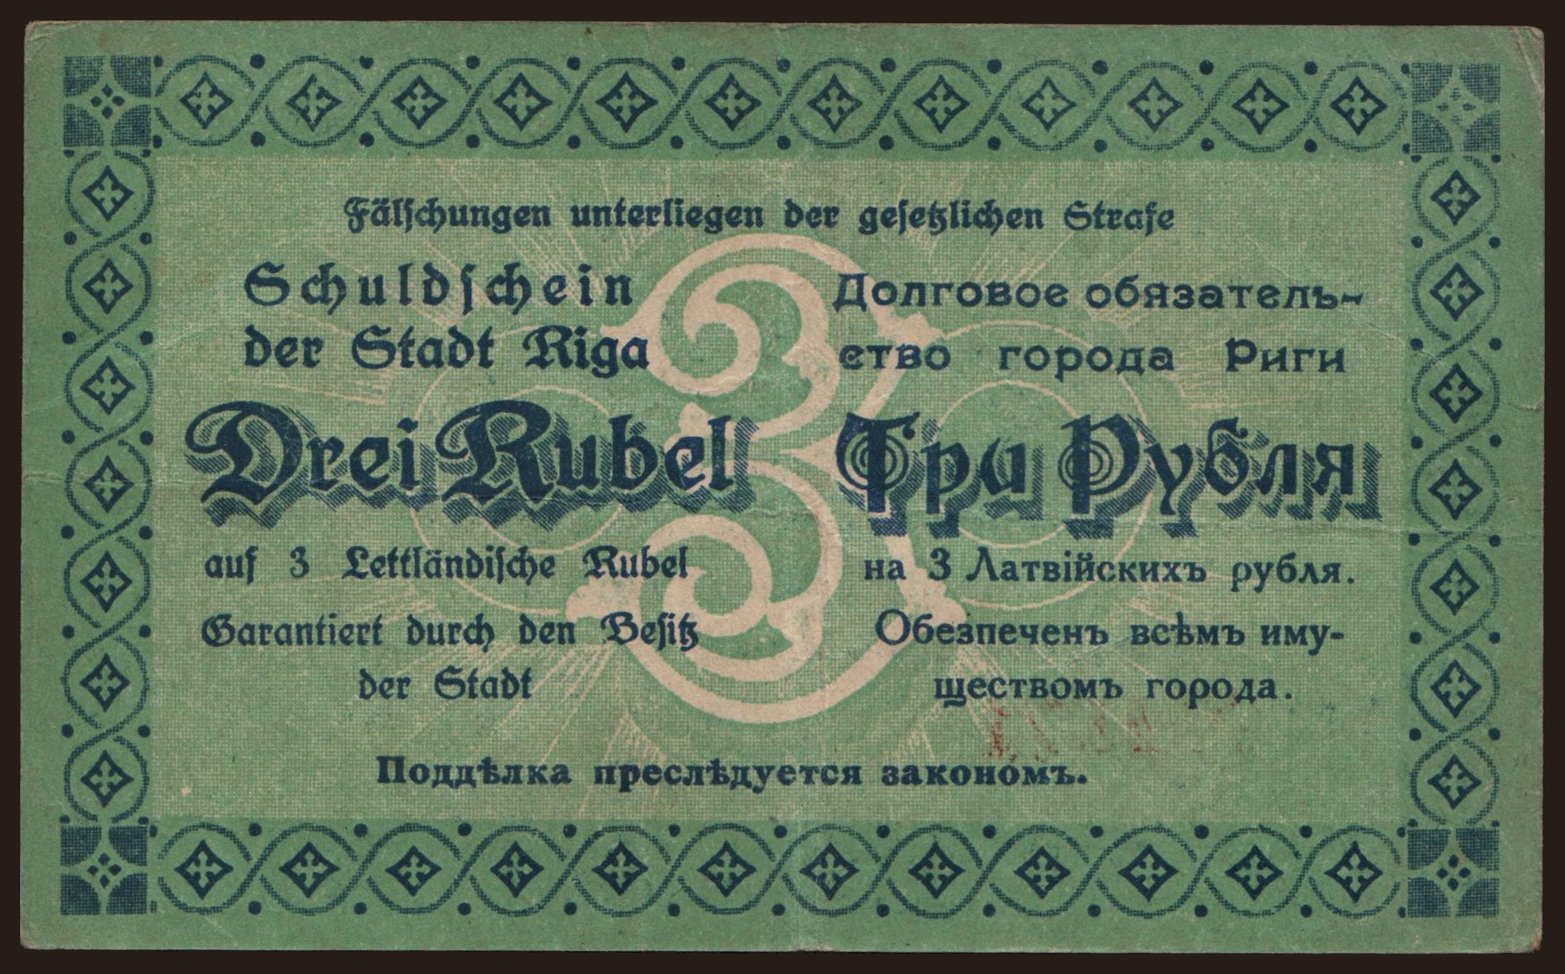 Fälschungen unterliegen der gesetzlichen Strafe
Schuldschein
der Stadt Riga
Долговое обязатель-
ство города Риги
3
Drei Rubel
Три Рубля
auf 3 Lettländische Rubel
Garantiert durch den Besitz
der Stadt
на 3 Латвійскихъ рубля.
Обезпеченъ всѣмъ иму-
ществомъ города.
Поддѣлка преслѣдуется закономъ.